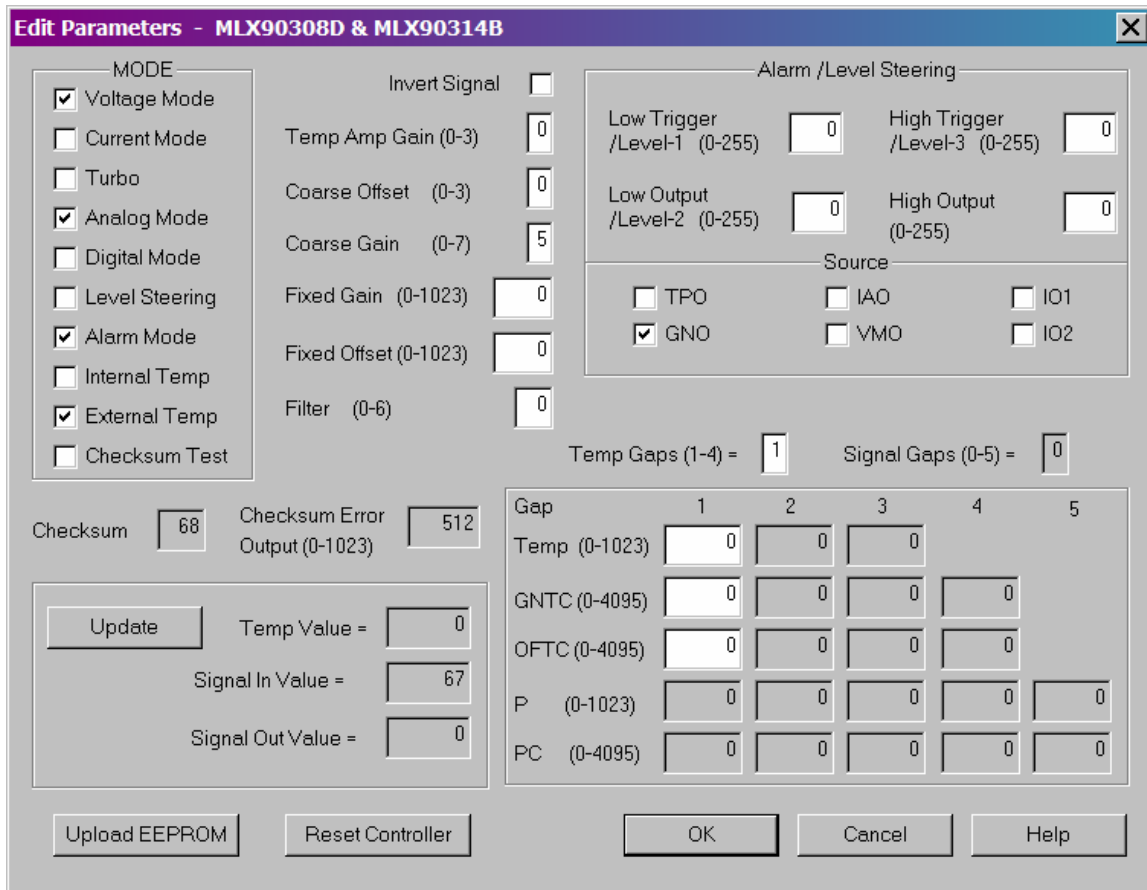 Edit Parameters - MLX90308D & MLX90314B
MODE
Voltage Mode
Current Mode
Turbo
Analog Mode
Digital Mode
Level Steering
Alarm Mode
Internal Temp
External Temp
Checksum Test
Invert Signal
Temp Amp Gain (0-3) 0
Coarse Offset (0-3) 0
Coarse Gain (0-7) 5
Fixed Gain (0-1023) 0
Fixed Offset (0-1023) 0
Filter (0-6) 0
Alarm /Level Steering
Low Trigger
/Level-1 (0-255) 0
High Trigger
/Level-3 (0-255) 0
Low Output
/Level-2 (0-255) 0
High Output
(0-255) 0
Source
TPO IAO IO1
GNO VMO IO2
Temp Gaps (1-4) = 1 Signal Gaps (0-5) = 0
Checksum 68
Checksum Error
Output (0-1023) 512
Gap 1 2 3 4 5
Temp (0-1023) 0 0 0
GNTC (0-4095) 0 0 0 0
OFTC (0-4095) 0 0 0 0
P (0-1023) 0 0 0 0 0
PC (0-4095) 0 0 0 0 0
Update
Temp Value = 0
Signal In Value = 67
Signal Out Value = 0
Upload EEPROM
Reset Controller
OK
Cancel
Help